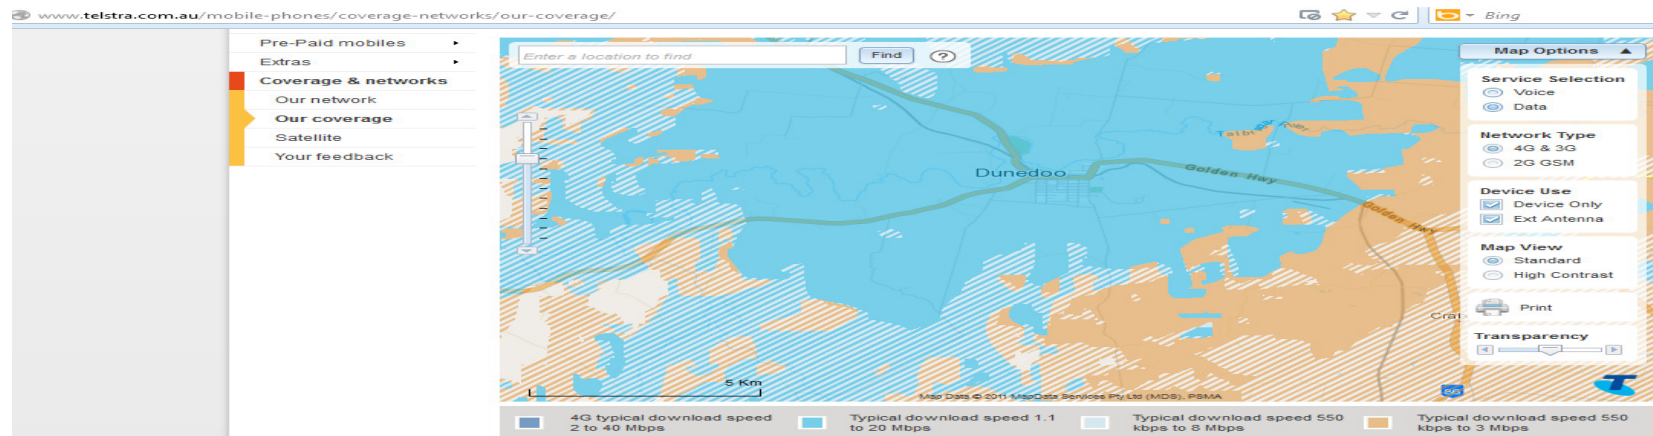 www.telstra.com.au/mobile-phones/coverage-networks/our-coverage/
Bing
Pre-Paid mobiles
Extras
Coverage & networks
Our network
Our coverage
Satellite
Your feedback
Enter a location to find
Find
?
Map Options
Service Selection
Voice
Data
Network Type
4G & 3G
2G GSM
Device Use
Device Only
Ext Antenna
Map View
Standard
High Contrast
Print
Transparency
Dunedoo
Golden Hwy
Golden Hwy
River
5 Km
Map Data © 2011 MapData Services Pty Ltd (MDS), PSMA
4G typical download speed
2 to 40 Mbps
Typical download speed 1.1
to 20 Mbps
Typical download speed 550
kbps to 8 Mbps
Typical download speed 550
kbps to 3 Mbps